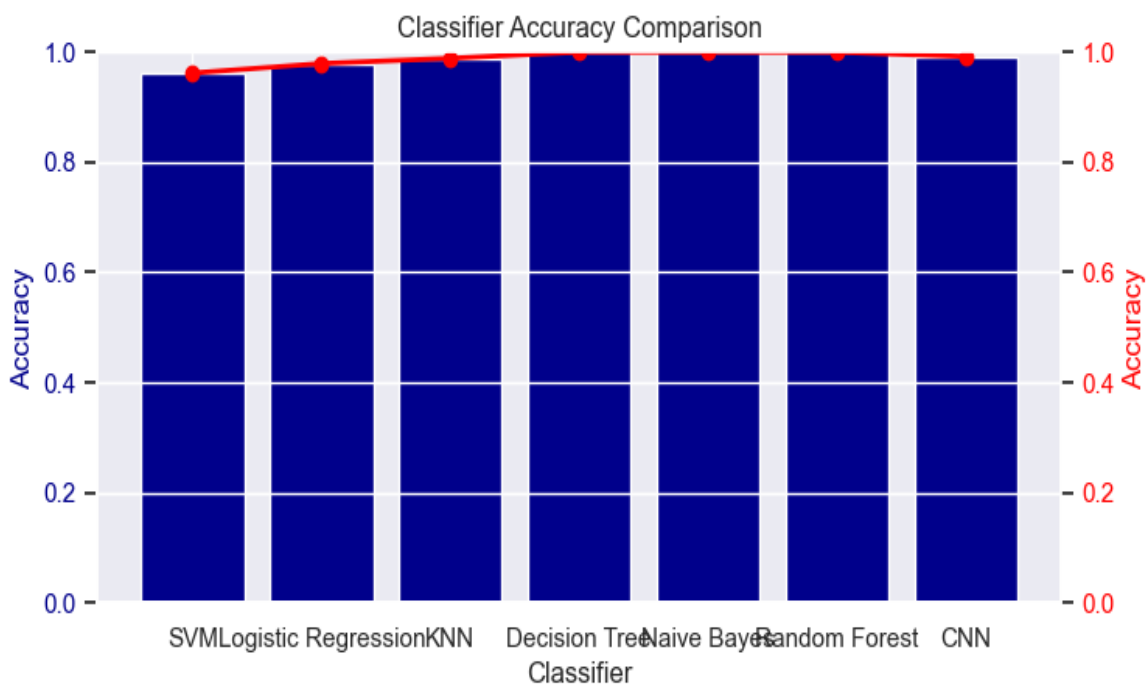 Classifier Accuracy Comparison
1.0
0.8
0.6
0.4
0.2
0.0
Accuracy
1.0
0.8
0.6
0.4
0.2
0.0
Accuracy
SVM
Logistic Regression
KNN
Decision Tree
Naive Bayes
Random Forest
CNN
Classifier